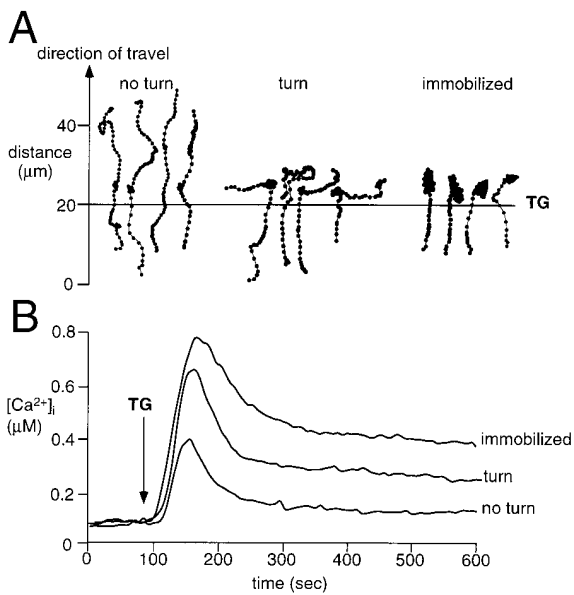 A
direction of travel
no turn turn immobilized
40
distance
(μm)
20
TG
0
B
0.8
0.6
[Ca²⁺]ᵢ
(μM)
TG
0.4
immobilized
turn
0.2
no turn
0
0 100 200 300 400 500 600
time (sec)